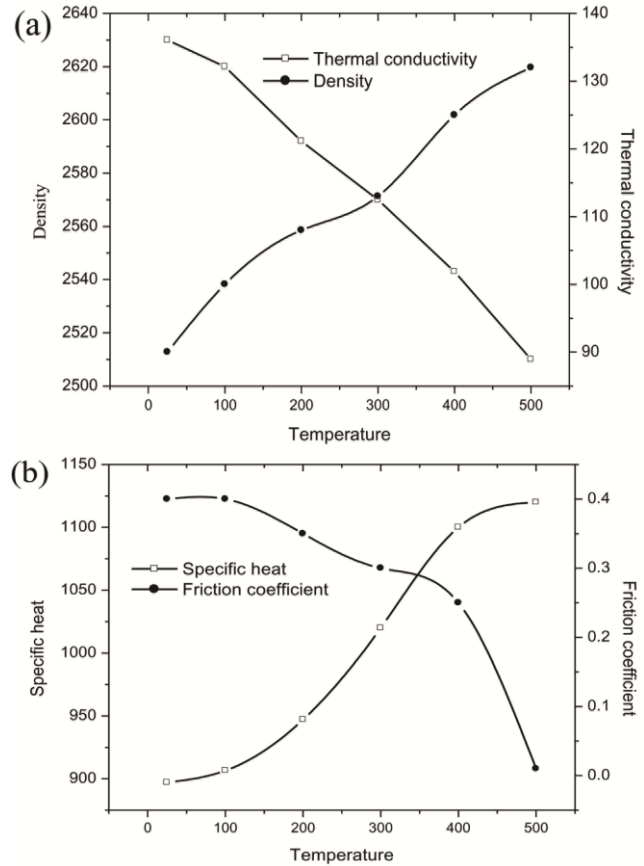 (a)
2640
2620
2600
2580
2560
2540
2520
2500
Density
Thermal conductivity
Density
140
130
120
110
100
90
Thermal conductivity
0 100 200 300 400 500
Temperature
(b)
1150
1100
1050
1000
950
900
Specific heat
Specific heat
Friction coefficient
0.4
0.3
0.2
0.1
0.0
Friction coefficient
0 100 200 300 400 500
Temperature